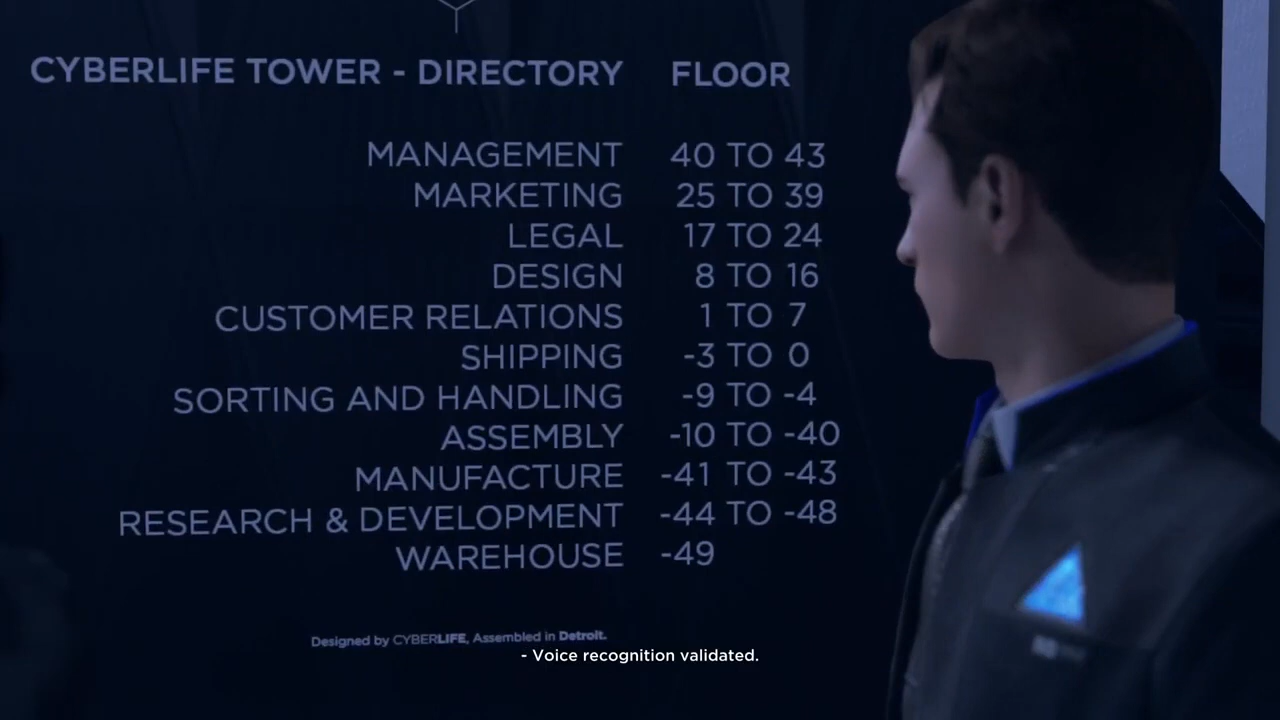 CYBERLIFE TOWER - DIRECTORY FLOOR
MANAGEMENT 40 TO 43
MARKETING 25 TO 39
LEGAL 17 TO 24
DESIGN 8 TO 16
CUSTOMER RELATIONS 1 TO 7
SHIPPING -3 TO 0
SORTING AND HANDLING -9 TO -4
ASSEMBLY -10 TO -40
MANUFACTURE -41 TO -43
RESEARCH & DEVELOPMENT -44 TO -48
WAREHOUSE -49
Designed by CYBERLIFE, Assembled in Detroit.
- Voice recognition validated.